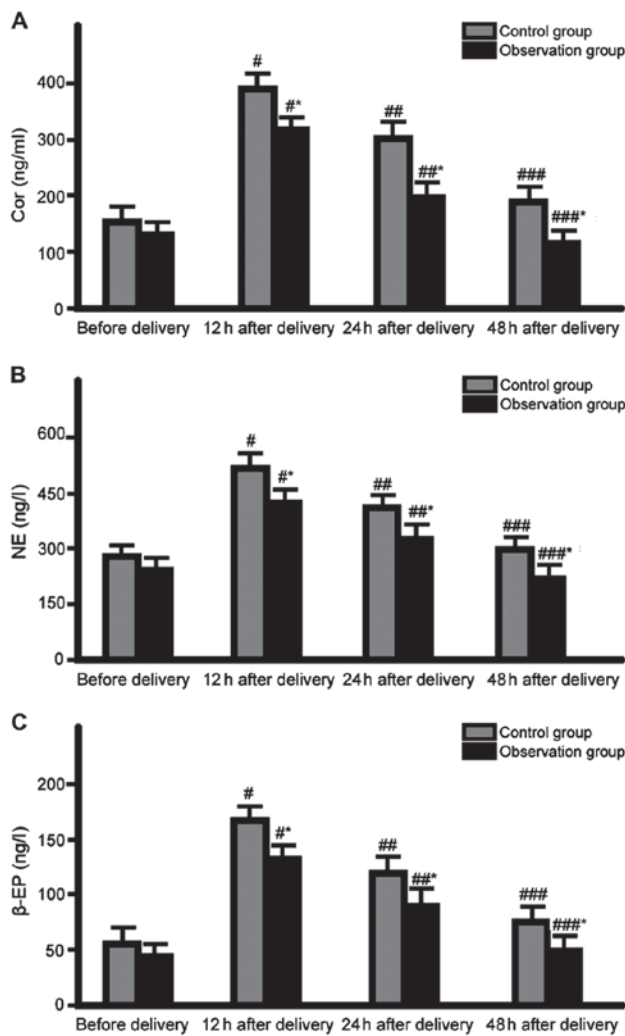 A
Control group
Observation group
Cor (ng/ml)
400
300
200
100
0
#
#*
##
##*
###
###*
Before delivery 12 h after delivery 24 h after delivery 48 h after delivery
B
Control group
Observation group
NE (ng/l)
600
450
300
150
0
#
#*
##
##*
###
###*
Before delivery 12 h after delivery 24 h after delivery 48 h after delivery
C
Control group
Observation group
β-EP (ng/l)
200
150
100
50
0
#
#*
##
##*
###
###*
Before delivery 12 h after delivery 24 h after delivery 48 h after delivery